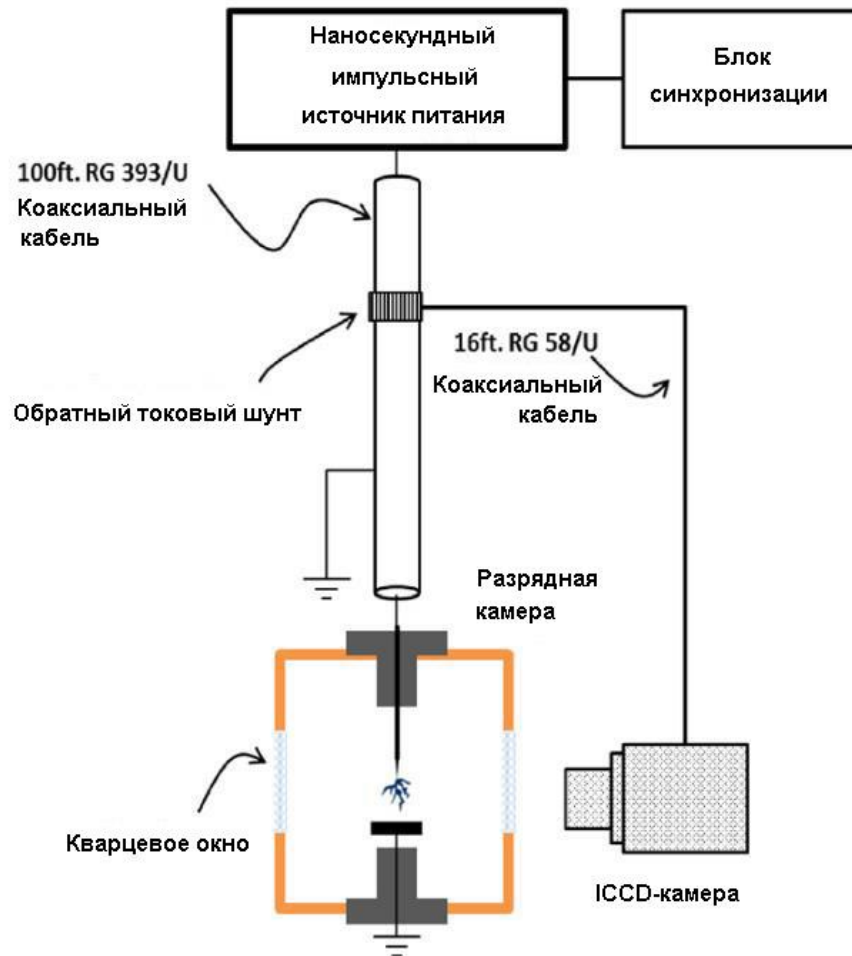 Наносекундный
импульсный
источник питания
Блок
синхронизации
100ft. RG 393/U
Коаксиальный
кабель
16ft. RG 58/U
Коаксиальный
кабель
Обратный токовый шунт
Разрядная
камера
Кварцевое окно
ICCD-камера